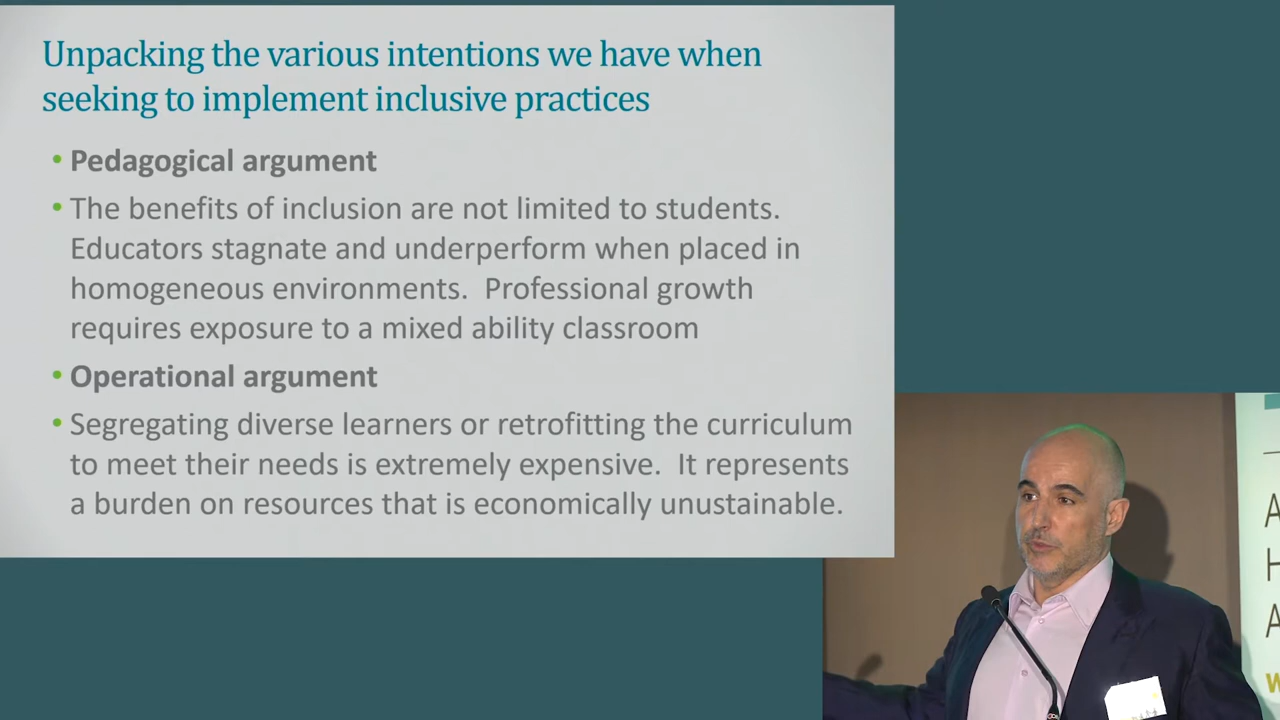 Unpacking the various intentions we have when
seeking to implement inclusive practices
• Pedagogical argument
• The benefits of inclusion are not limited to students.
Educators stagnate and underperform when placed in
homogeneous environments.  Professional growth
requires exposure to a mixed ability classroom
• Operational argument
• Segregating diverse learners or retrofitting the curriculum
to meet their needs is extremely expensive.  It represents
a burden on resources that is economically unustainable.
A
H
A
w